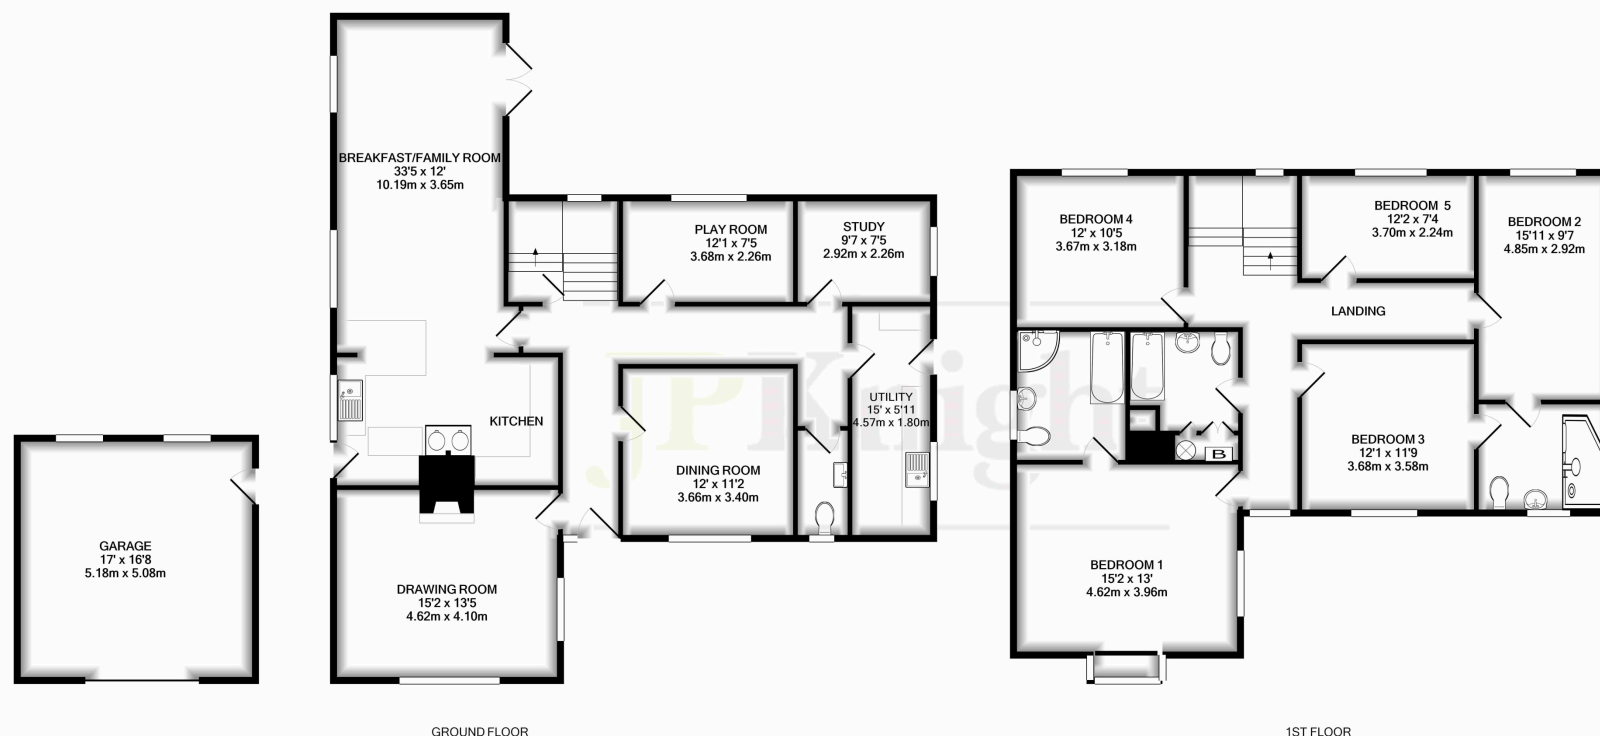 BREAKFAST/FAMILY ROOM
33'5 x 12'
10.19m x 3.65m
PLAY ROOM
12'1 x 7'5
3.68m x 2.26m
STUDY
9'7 x 7'5
2.92m x 2.26m
KITCHEN
UTILITY
15' x 5'11
4.57m x 1.80m
DINING ROOM
12' x 11'2
3.66m x 3.40m
DRAWING ROOM
15'2 x 13'5
4.62m x 4.10m
GARAGE
17' x 16'8
5.18m x 5.08m
GROUND FLOOR
BEDROOM 4
12' x 10'5
3.67m x 3.18m
BEDROOM 5
12'2 x 7'4
3.70m x 2.24m
BEDROOM 2
15'11 x 9'7
4.85m x 2.92m
LANDING
BEDROOM 3
12'1 x 11'9
3.68m x 3.58m
B
BEDROOM 1
15'2 x 13'
4.62m x 3.96m
1ST FLOOR
JP Knight